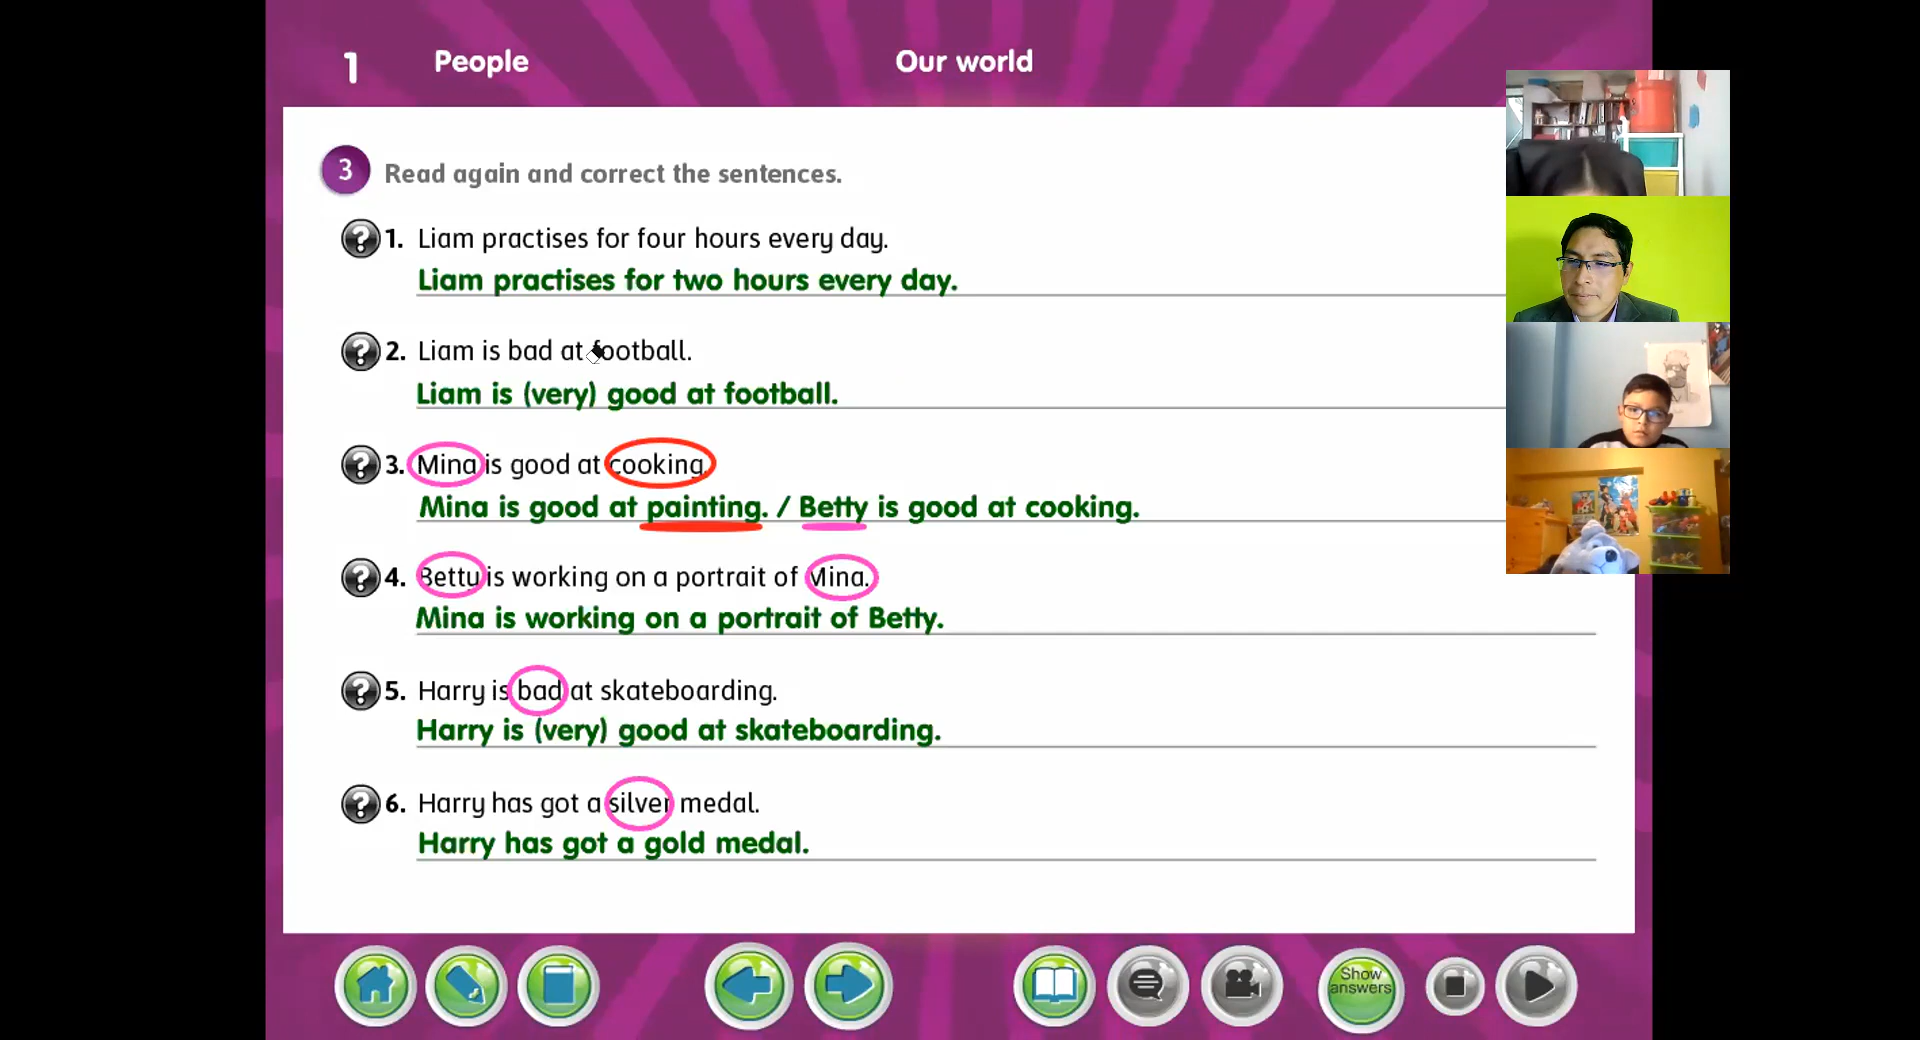 1 People Our world
3 Read again and correct the sentences.
1. Liam practises for four hours every day.
Liam practises for two hours every day.
2. Liam is bad at football.
Liam is (very) good at football.
3. Mina is good at cooking.
Mina is good at painting. / Betty is good at cooking.
4. Betty is working on a portrait of Mina.
Mina is working on a portrait of Betty.
5. Harry is bad at skateboarding.
Harry is (very) good at skateboarding.
6. Harry has got a silver medal.
Harry has got a gold medal.
Show
answers